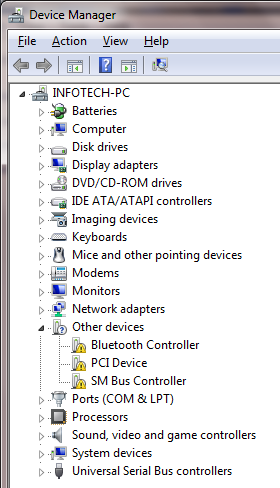 Device Manager
File Action View Help
INFOTECH-PC
Batteries
Computer
Disk drives
Display adapters
DVD/CD-ROM drives
IDE ATA/ATAPI controllers
Imaging devices
Keyboards
Mice and other pointing devices
Modems
Monitors
Network adapters
Other devices
Bluetooth Controller
PCI Device
SM Bus Controller
Ports (COM & LPT)
Processors
Sound, video and game controllers
System devices
Universal Serial Bus controllers